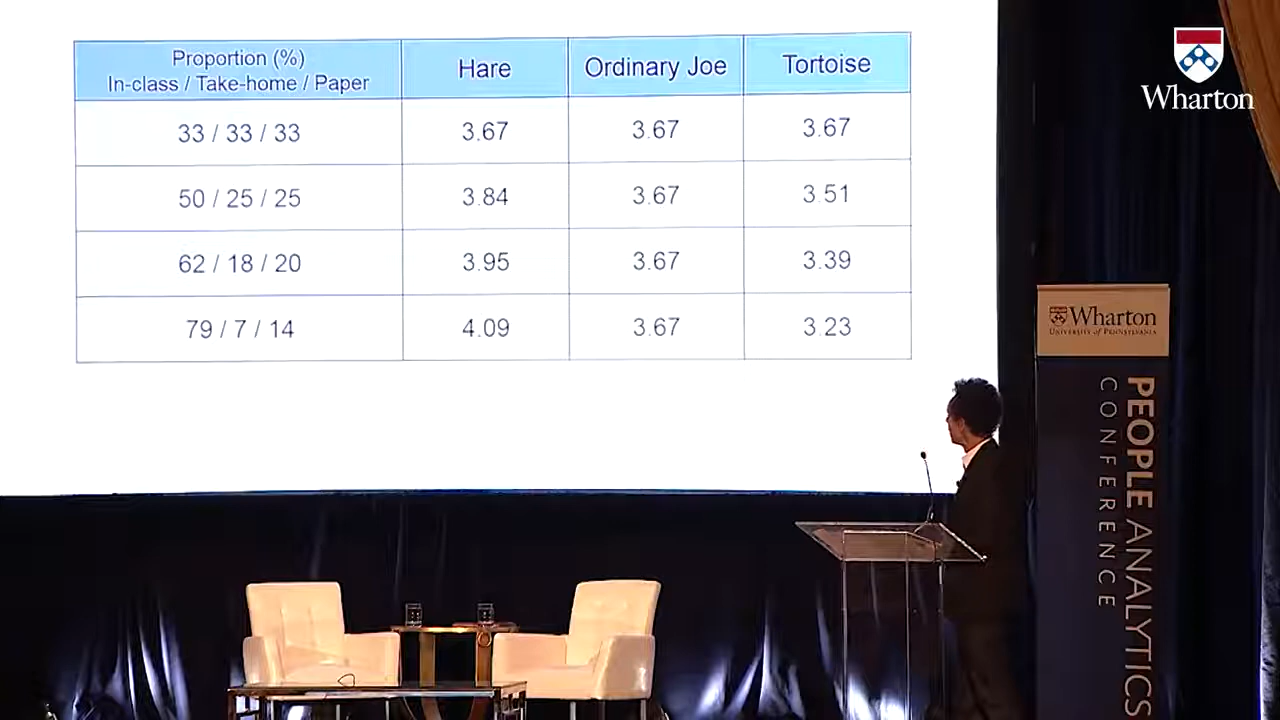 Proportion (%)
In-class / Take-home / Paper
Hare
Ordinary Joe
Tortoise
33 / 33 / 33
3.67
3.67
3.67
50 / 25 / 25
3.84
3.67
3.51
62 / 18 / 20
3.95
3.67
3.39
79 / 7 / 14
4.09
3.67
3.23
Wharton
Wharton
UNIVERSITY of PENNSYLVANIA
PEOPLE ANALYTICS
CONFERENCE